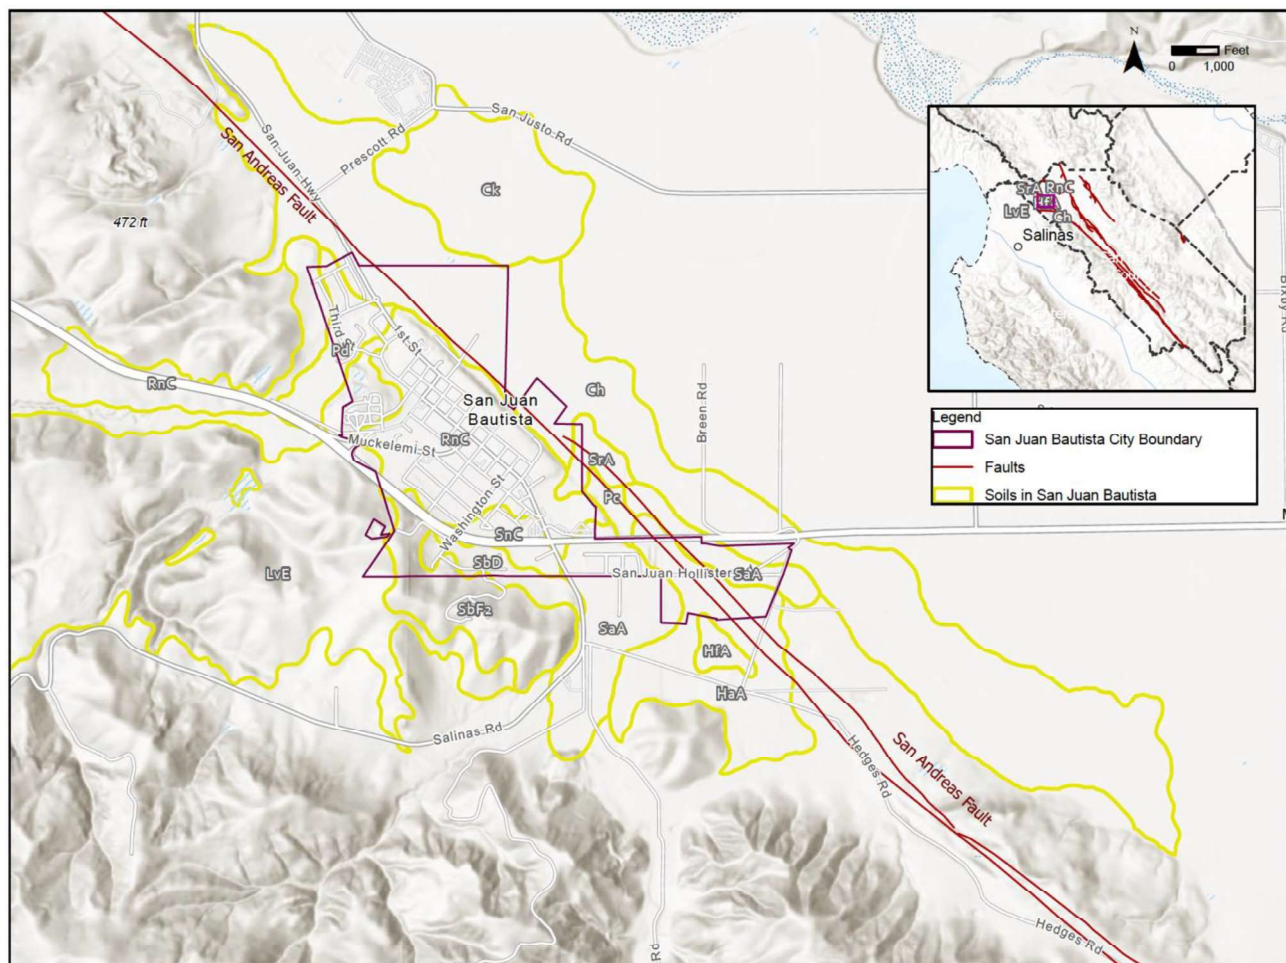 N
Feet
0 1,000
San Juan Hwy
San Justo Rd
Prescott Rd
San Andreas Fault
Ck
472 ft
SrA RnC
HfA
LvE
Ch
Salinas
Third St
1st St
Pd
RnC
Ch
San Juan
Bautista
RnC
Breen Rd
Muckelemi St
SrA
Pc
Washington St
SnC
SbD
San Juan Hollister
SaA
LvE
SbF2
SaA
HfA
HaA
Salinas Rd
Hedges Rd
San Andreas Fault
Hedges Rd
Rd
Legend
San Juan Bautista City Boundary
Faults
Soils in San Juan Bautista